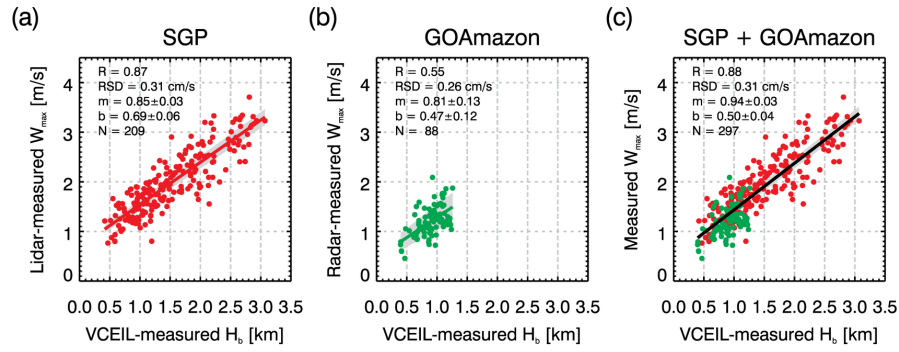 (a)
SGP
Lidar-measured Wmax [m/s]
R = 0.87
RSD = 0.31 cm/s
m = 0.85±0.03
b = 0.69±0.06
N = 209
4
3
2
1
0
0.0 0.5 1.0 1.5 2.0 2.5 3.0 3.5
VCEIL-measured Hb [km]
(b)
GOAmazon
Radar-measured Wmax [m/s]
R = 0.55
RSD = 0.26 cm/s
m = 0.81±0.13
b = 0.47±0.12
N = 88
4
3
2
1
0
0.0 0.5 1.0 1.5 2.0 2.5 3.0 3.5
VCEIL-measured Hb [km]
(c)
SGP + GOAmazon
Measured Wmax [m/s]
R = 0.88
RSD = 0.31 cm/s
m = 0.94±0.03
b = 0.50±0.04
N = 297
4
3
2
1
0
0.0 0.5 1.0 1.5 2.0 2.5 3.0 3.5
VCEIL-measured Hb [km]